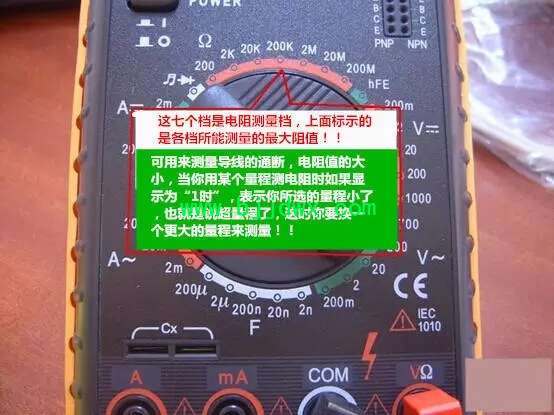 POWER
PNP NPN
E B C E
Ω 2K 20K 200K 2M 20M
200 200M
hFE
A⎓ 2m 200
V⎓
这七个档是电阻测量挡，上面标示的
是各档所能测量的最大阻值！！
可用来测量导线的通断，电阻值的大
小，当你用某个量程测电阻时如果显
示为“1时”，表示你所选的量程小了
，也就是说超量程了，这时你要换一
个更大的量程来测量！！
A~ 2m 20 V~
200μ 2μ 20n 2n 200m 2
F
Cx
CE
IEC
1010
A mA COM VΩ